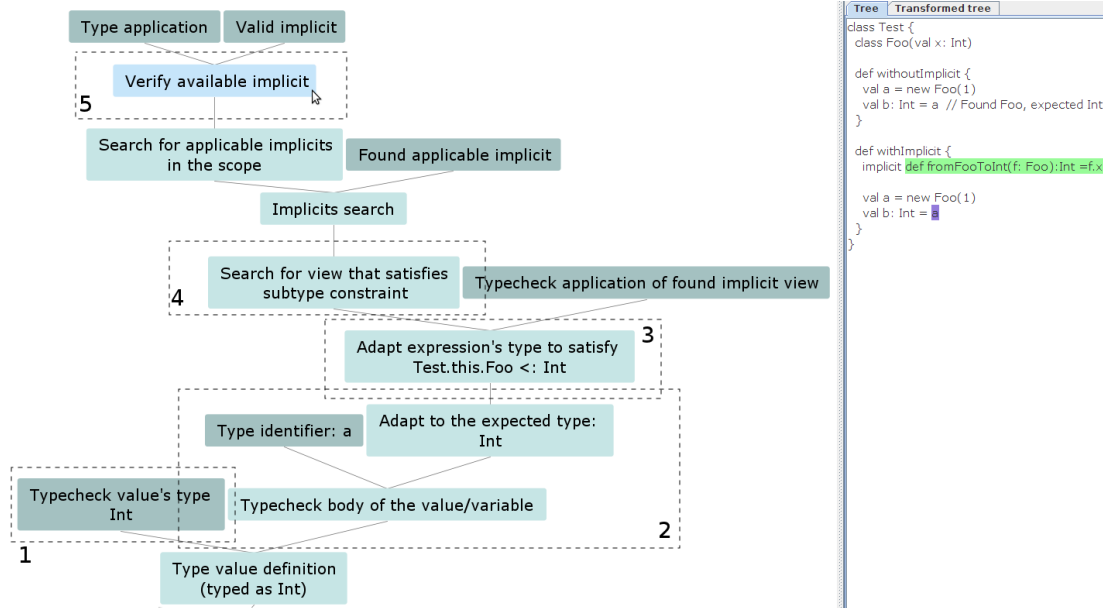 Type application
Valid implicit
Verify available implicit
5
Search for applicable implicits
in the scope
Found applicable implicit
Implicits search
Search for view that satisfies
subtype constraint
4
Typecheck application of found implicit view
3
Adapt expression's type to satisfy
Test.this.Foo <: Int
Type identifier: a
Adapt to the expected type:
Int
Typecheck value's type
Int
Typecheck body of the value/variable
2
1
Type value definition
(typed as Int)
Tree
Transformed tree
class Test {
class Foo(val x: Int)
def withoutImplicit {
val a = new Foo(1)
val b: Int = a // Found Foo, expected Int
}
def withImplicit {
implicit def fromFooToInt(f: Foo):Int =f.x
val a = new Foo(1)
val b: Int = a
}
}